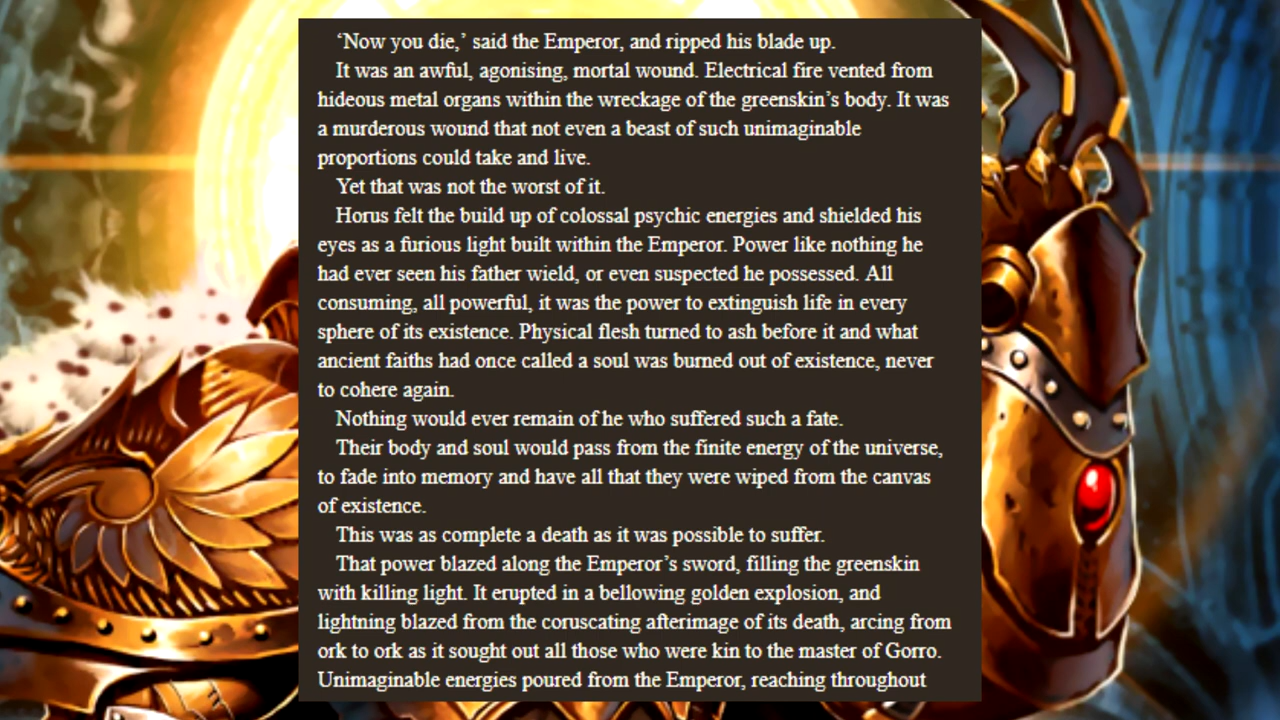 ‘Now you die,’ said the Emperor, and ripped his blade up.
It was an awful, agonising, mortal wound. Electrical fire vented from
hideous metal organs within the wreckage of the greenskin’s body. It was
a murderous wound that not even a beast of such unimaginable
proportions could take and live.
Yet that was not the worst of it.
Horus felt the build up of colossal psychic energies and shielded his
eyes as a furious light built within the Emperor. Power like nothing he
had ever seen his father wield, or even suspected he possessed. All
consuming, all powerful, it was the power to extinguish life in every
sphere of its existence. Physical flesh turned to ash before it and what
ancient faiths had once called a soul was burned out of existence, never
to cohere again.
Nothing would ever remain of he who suffered such a fate.
Their body and soul would pass from the finite energy of the universe,
to fade into memory and have all that they were wiped from the canvas
of existence.
This was as complete a death as it was possible to suffer.
That power blazed along the Emperor’s sword, filling the greenskin
with killing light. It erupted in a bellowing golden explosion, and
lightning blazed from the coruscating afterimage of its death, arcing from
ork to ork as it sought out all those who were kin to the master of Gorro.
Unimaginable energies poured from the Emperor, reaching throughout